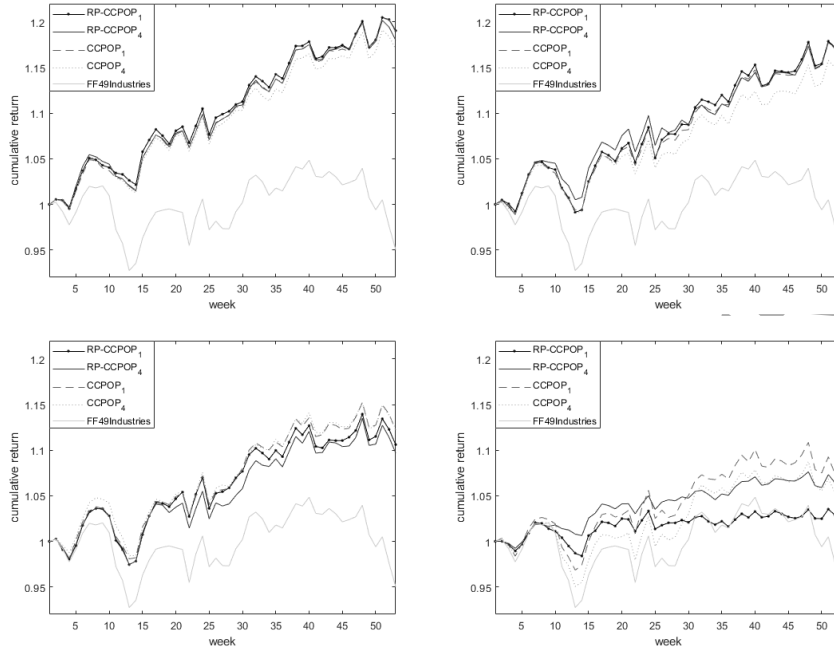 RP-CCPOP1
RP-CCPOP4
CCPOP1
CCPOP4
FF49Industries
1.2
1.15
1.1
1.05
1
0.95
cumulative return
5 10 15 20 25 30 35 40 45 50
week
RP-CCPOP1
RP-CCPOP4
CCPOP1
CCPOP4
FF49Industries
1.2
1.15
1.1
1.05
1
0.95
cumulative return
5 10 15 20 25 30 35 40 45 50
week
RP-CCPOP1
RP-CCPOP4
CCPOP1
CCPOP4
FF49Industries
1.2
1.15
1.1
1.05
1
0.95
cumulative return
5 10 15 20 25 30 35 40 45 50
week
RP-CCPOP1
RP-CCPOP4
CCPOP1
CCPOP4
FF49Industries
1.2
1.15
1.1
1.05
1
0.95
cumulative return
5 10 15 20 25 30 35 40 45 50
week